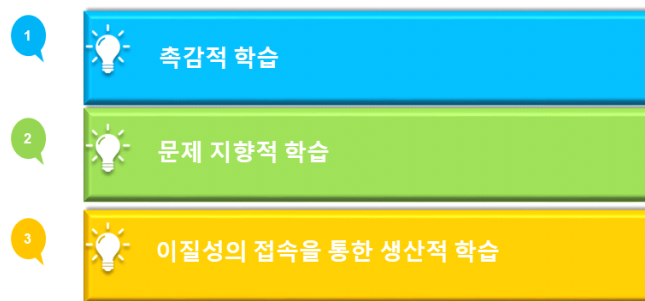 1
촉감적 학습
2
문제 지향적 학습
3
이질성의 접속을 통한 생산적 학습